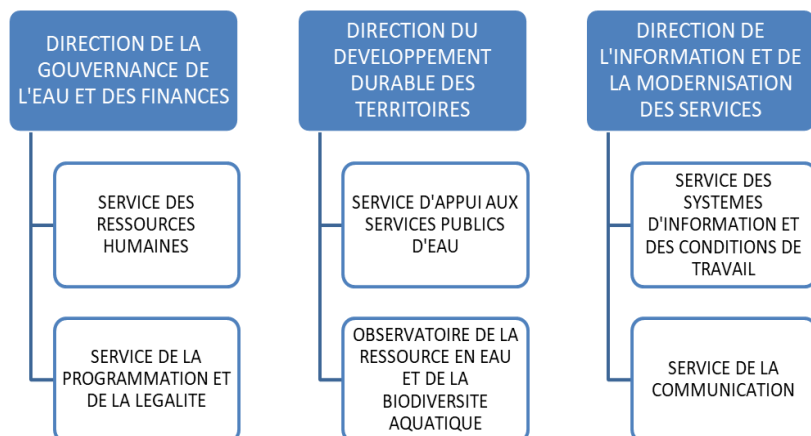 DIRECTION DE LA
GOUVERNANCE DE
L'EAU ET DES FINANCES
SERVICE DES
RESSOURCES
HUMAINES
SERVICE DE LA
PROGRAMMATION ET
DE LA LEGALITE
DIRECTION DU
DEVELOPPEMENT
DURABLE DES
TERRITOIRES
SERVICE D'APPUI AUX
SERVICES PUBLICS
D'EAU
OBSERVATOIRE DE LA
RESSOURCE EN EAU
ET DE LA
BIODIVERSITE
AQUATIQUE
DIRECTION DE
L'INFORMATION ET DE
LA MODERNISATION
DES SERVICES
SERVICE DES
SYSTEMES
D'INFORMATION ET
DES CONDITIONS DE
TRAVAIL
SERVICE DE LA
COMMUNICATION